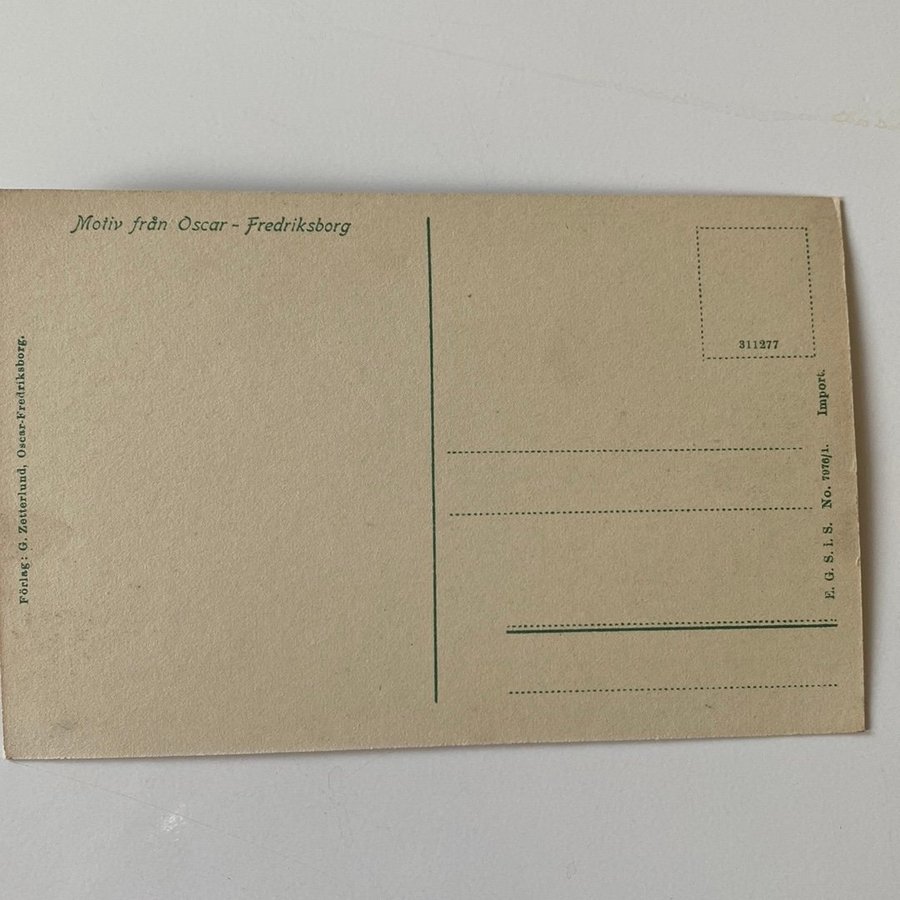 Motiv från Oscar-Fredriksborg
Förlag: G. Zetterlund, Oscar-Fredriksborg.
311277
E. G. S. i. S. No. 7976/1. Import.